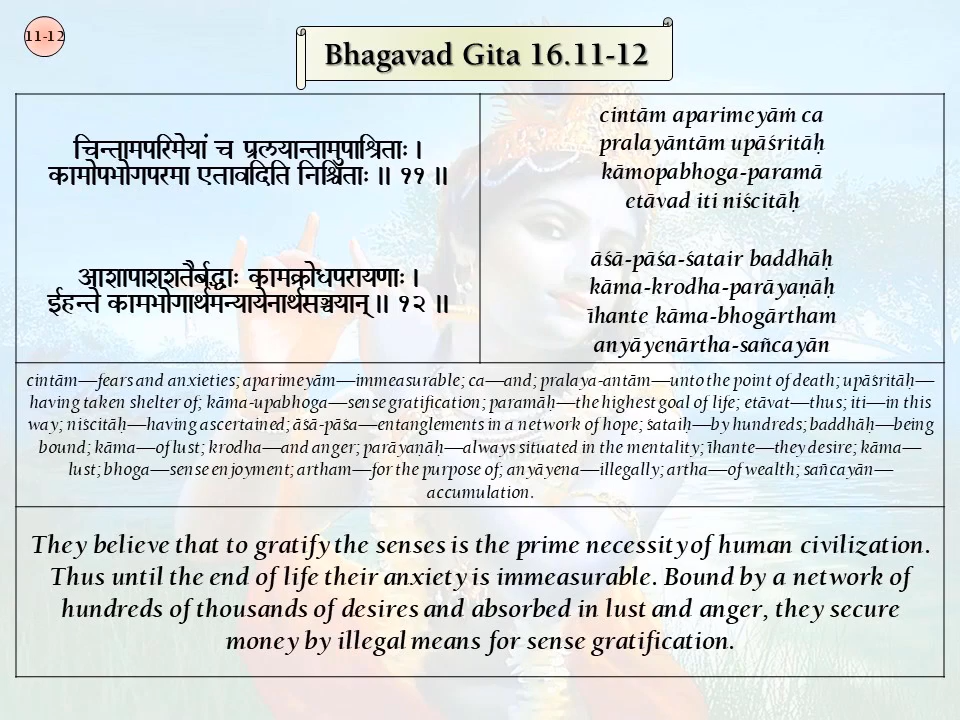 11-12
Bhagavad Gita 16.11-12
चिन्तामपरिमेयां च प्रलयान्तामुपाश्रिताः ।
कामोपभोगपरमा एतावदिति निश्चिताः ॥ ११ ॥
आशापाशशतैर्बद्धाः कामक्रोधपरायणाः ।
ईहन्ते कामभोगार्थमन्यायेनार्थसञ्चयान् ॥ १२ ॥
cintām aparimeyāṁ ca
pralayāntām upāśritāḥ
kāmopabhoga-paramā
etāvad iti niścitāḥ
āśā-pāśa-śatair baddhāḥ
kāma-krodha-parāyaṇāḥ
īhante kāma-bhogārtham
anyāyenārtha-sañcayān
cintām—fears and anxieties; aparimeyām—immeasurable; ca—and; pralaya-antām—unto the point of death; upāśritāḥ—
having taken shelter of; kāma-upabhoga—sense gratification; paramāḥ—the highest goal of life; etāvat—thus; iti—in this
way; niścitāḥ—having ascertained; āśā-pāśa—entanglements in a network of hope; śataiḥ—by hundreds; baddhāḥ—being
bound; kāma—of lust; krodha—and anger; parāyaṇāḥ—always situated in the mentality; īhante—they desire; kāma—
lust; bhoga—sense enjoyment; artham—for the purpose of; anyāyena—illegally; artha—of wealth; sañcayān—
accumulation.
They believe that to gratify the senses is the prime necessity of human civilization.
Thus until the end of life their anxiety is immeasurable. Bound by a network of
hundreds of thousands of desires and absorbed in lust and anger, they secure
money by illegal means for sense gratification.